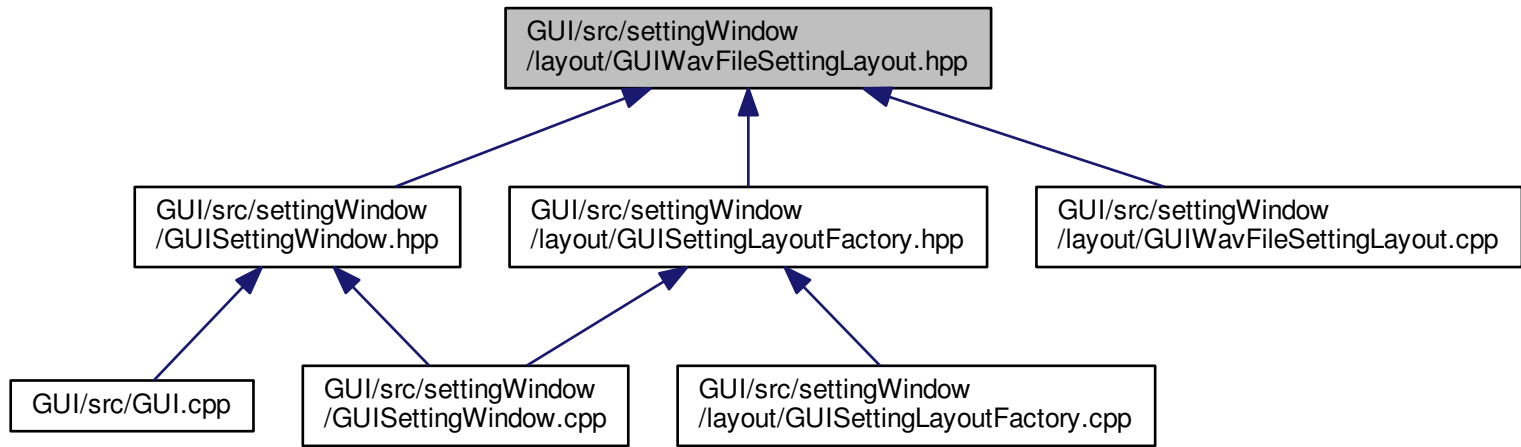 GUI/src/settingWindow
/layout/GUIWavFileSettingLayout.hpp
GUI/src/settingWindow
/GUISettingWindow.hpp
GUI/src/settingWindow
/layout/GUISettingLayoutFactory.hpp
GUI/src/settingWindow
/layout/GUIWavFileSettingLayout.cpp
GUI/src/GUI.cpp
GUI/src/settingWindow
/GUISettingWindow.cpp
GUI/src/settingWindow
/layout/GUISettingLayoutFactory.cpp